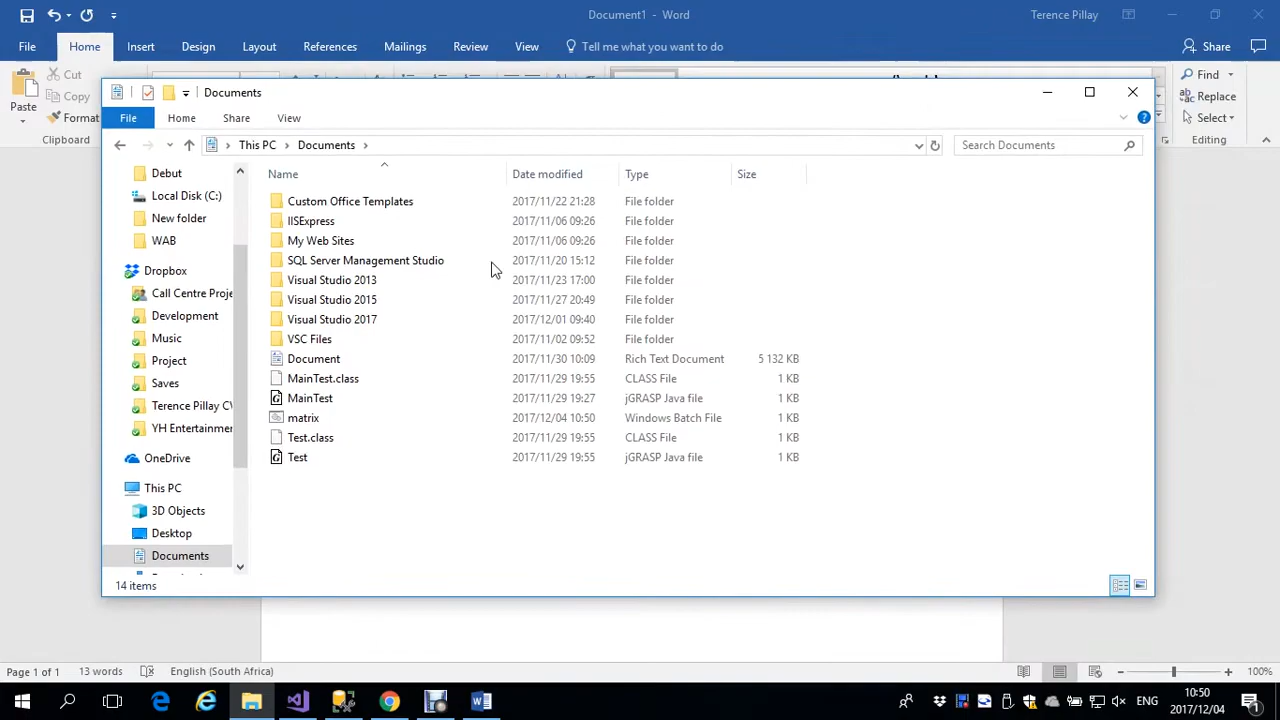 Document1 - Word
Terence Pillay
File Home Insert Design Layout References Mailings Review View Tell me what you want to do Share
Cut
Copy
Paste
Format
Clipboard
Find
Replace
Select
Editing
Documents
File Home Share View
This PC Documents
Search Documents
Name Date modified Type Size
Debut
Local Disk (C:)
New folder
WAB
Dropbox
Call Centre Proje
Development
Music
Project
Saves
Terence Pillay CV
YH Entertainmen
OneDrive
This PC
3D Objects
Desktop
Documents
Custom Office Templates 2017/11/22 21:28 File folder
IISExpress 2017/11/06 09:26 File folder
My Web Sites 2017/11/06 09:26 File folder
SQL Server Management Studio 2017/11/20 15:12 File folder
Visual Studio 2013 2017/11/23 17:00 File folder
Visual Studio 2015 2017/11/27 20:49 File folder
Visual Studio 2017 2017/12/01 09:40 File folder
VSC Files 2017/11/02 09:52 File folder
Document 2017/11/30 10:09 Rich Text Document 5 132 KB
MainTest.class 2017/11/29 19:55 CLASS File 1 KB
MainTest 2017/11/29 19:27 jGRASP Java file 1 KB
matrix 2017/12/04 10:50 Windows Batch File 1 KB
Test.class 2017/11/29 19:55 CLASS File 1 KB
Test 2017/11/29 19:55 jGRASP Java file 1 KB
14 items
Page 1 of 1 13 words English (South Africa) 100%
ENG
10:50
2017/12/04
1